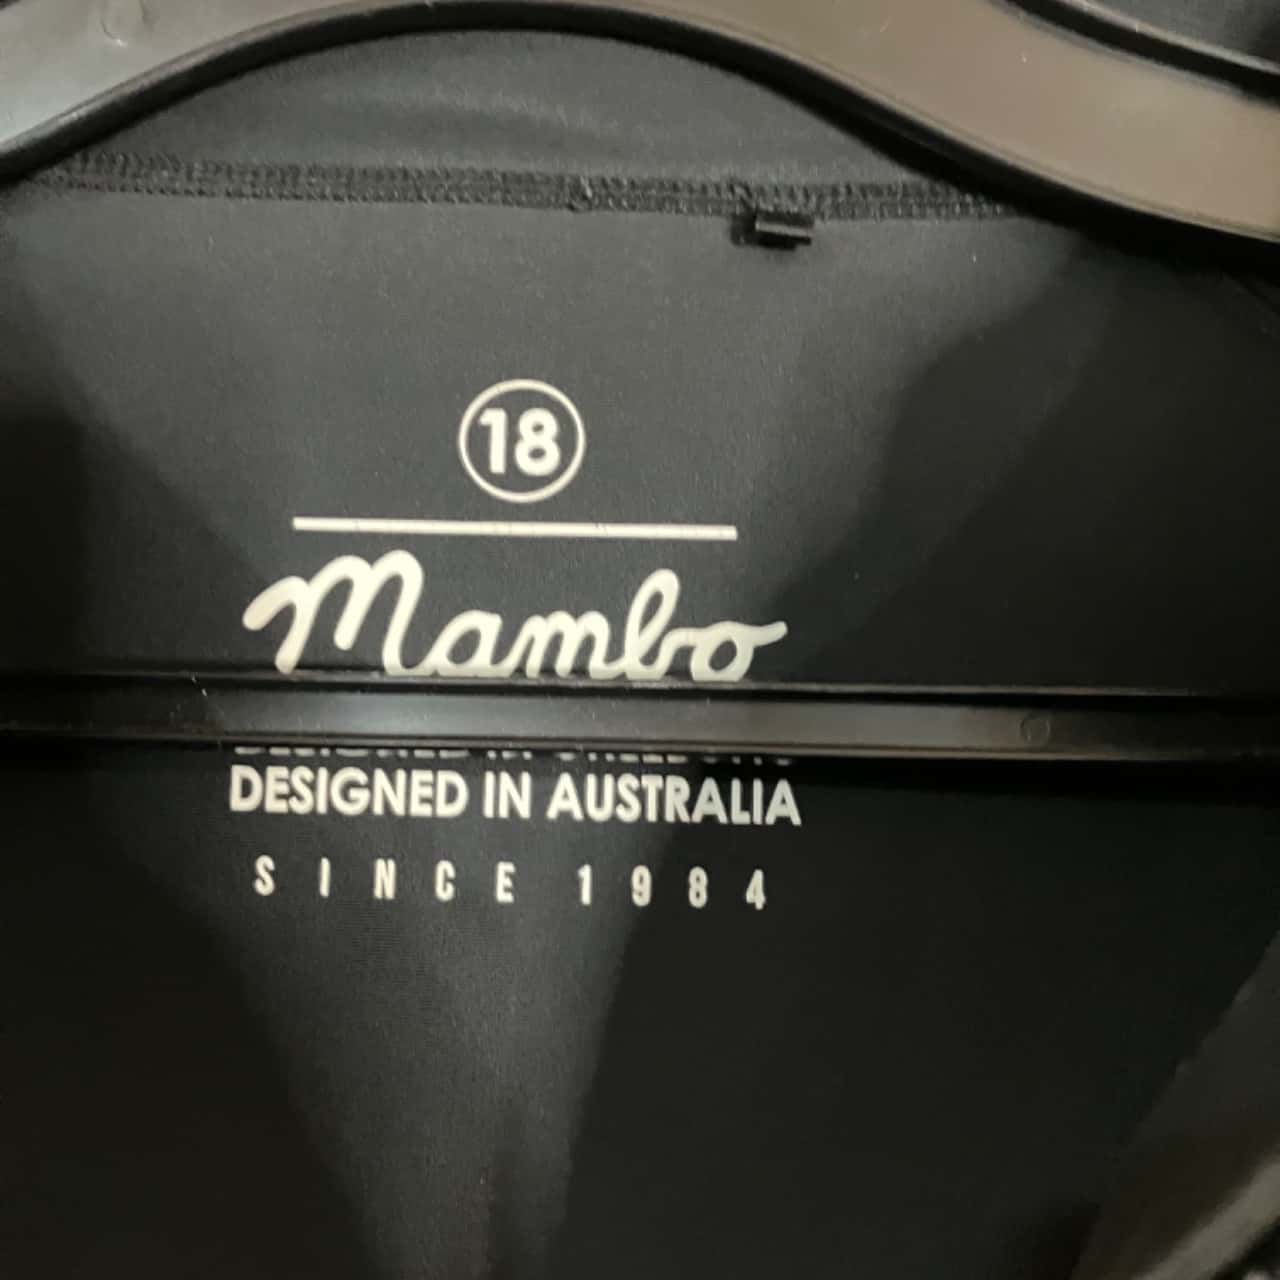 18
Mambo
DESIGNED IN AUSTRALIA
SINCE 1984